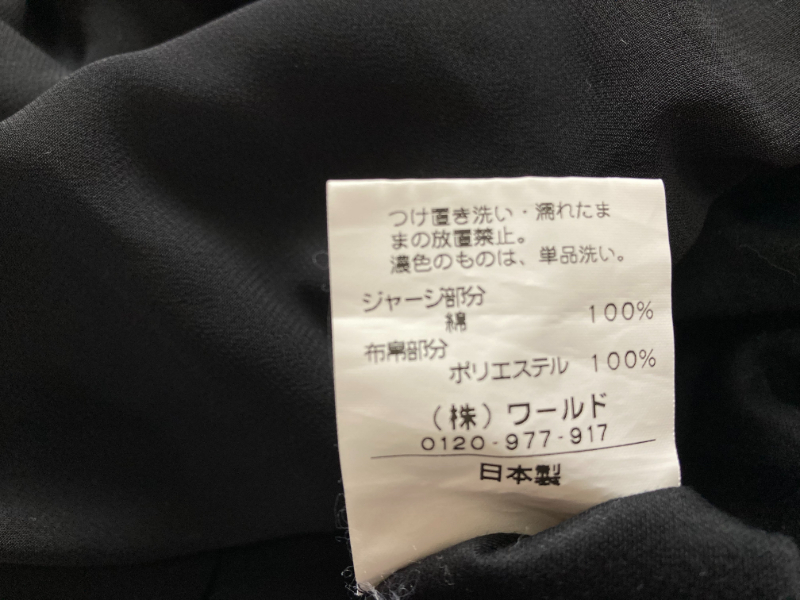 つけ置き洗い・濡れたま
まの放置禁止。
濃色のものは、単品洗い。
ジャージ部分
綿 100%
布帛部分
ポリエステル 100%
(株)ワールド
0120-977-917
日本製